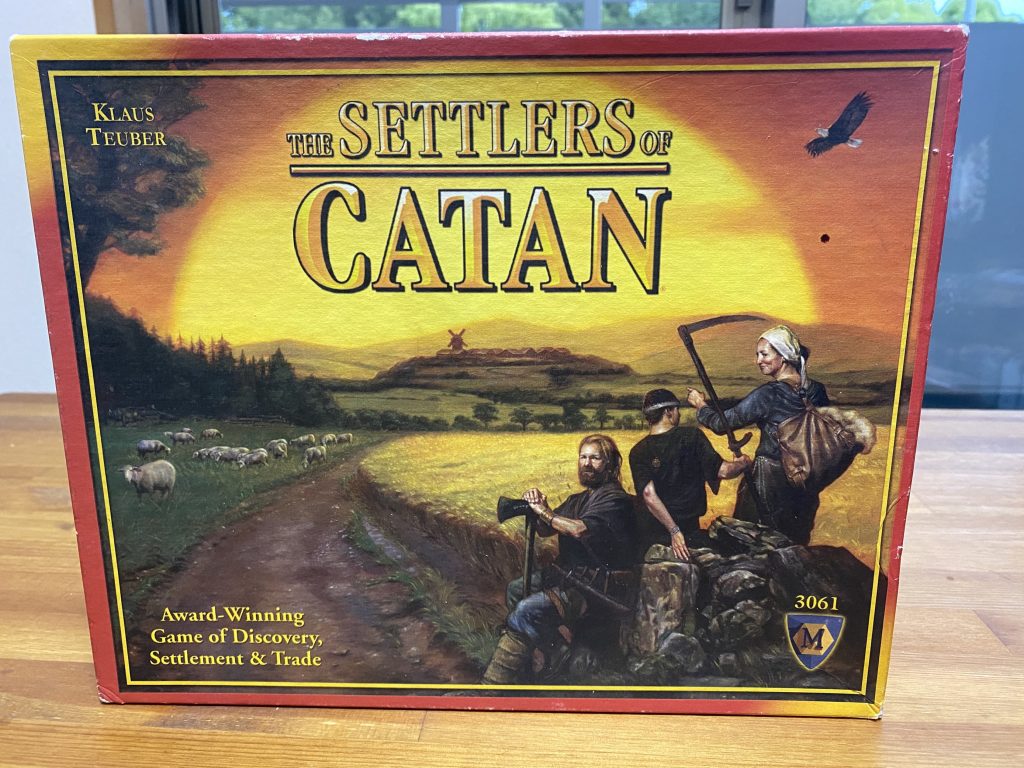 KLAUS
TEUBER
THE SETTLERS OF
CATAN
Award-Winning
Game of Discovery,
Settlement & Trade
3061
M